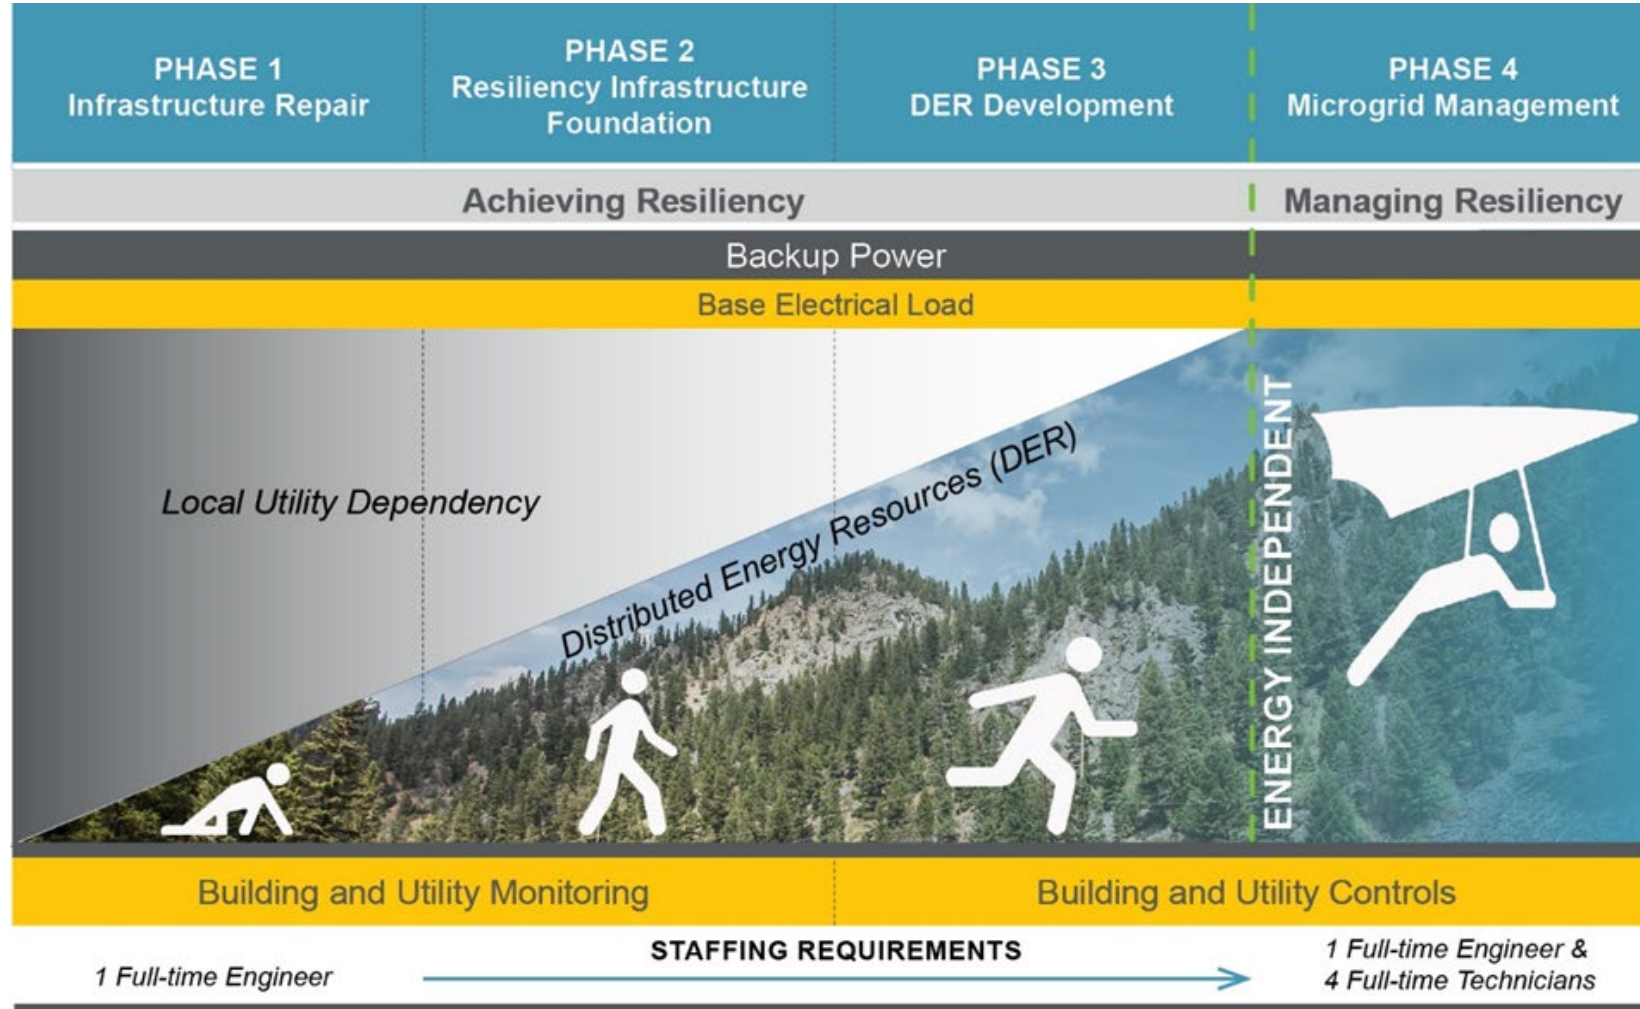 PHASE 1
Infrastructure Repair
PHASE 2
Resiliency Infrastructure
Foundation
PHASE 3
DER Development
PHASE 4
Microgrid Management
Achieving Resiliency
Managing Resiliency
Backup Power
Base Electrical Load
Local Utility Dependency
Distributed Energy Resources (DER)
ENERGY INDEPENDENT
Building and Utility Monitoring
Building and Utility Controls
STAFFING REQUIREMENTS
1 Full-time Engineer
1 Full-time Engineer &
4 Full-time Technicians